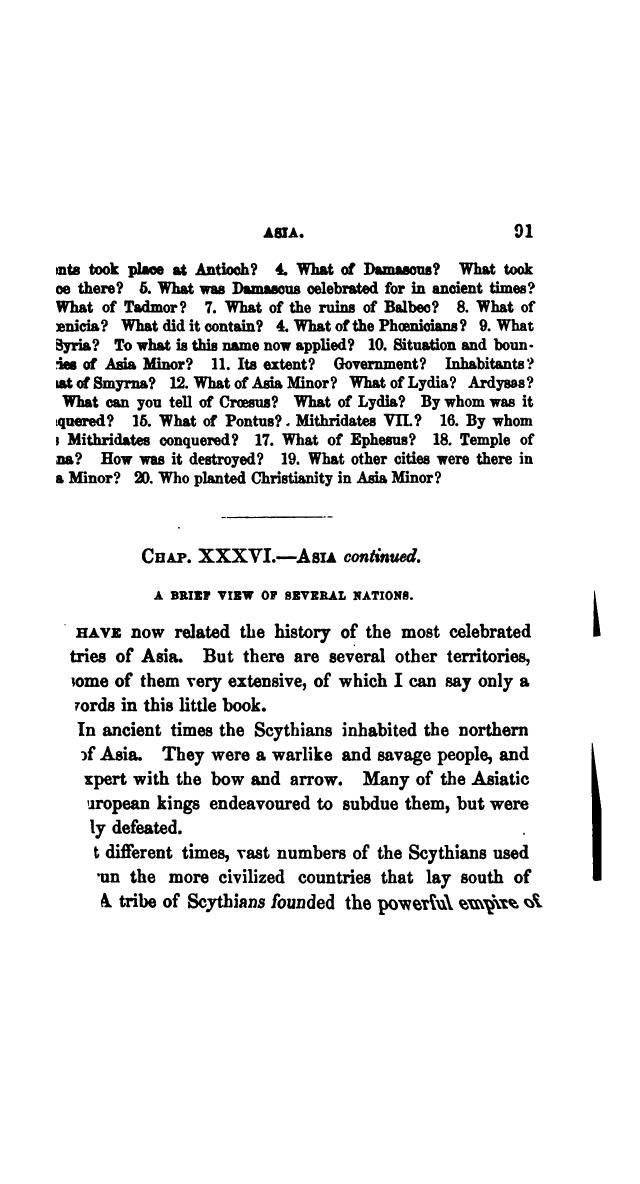 ASIA. 91
nts took place at Antioch? 4. What of Damascus? What took
ce there? 5. What was Damascus celebrated for in ancient times?
What of Tadmor? 7. What of the ruins of Balbec? 8. What of
œnicia? What did it contain? 4. What of the Phœnicians? 9. What
Syria? To what is this name now applied? 10. Situation and boun-
ies of Asia Minor? 11. Its extent? Government? Inhabitants?
at of Smyrna? 12. What of Asia Minor? What of Lydia? Ardyses?
What can you tell of Crœsus? What of Lydia? By whom was it
quered? 15. What of Pontus? Mithridates VII.? 16. By whom
Mithridates conquered? 17. What of Ephesus? 18. Temple of
na? How was it destroyed? 19. What other cities were there in
a Minor? 20. Who planted Christianity in Asia Minor?
CHAP. XXXVI.—ASIA continued.
A BRIEF VIEW OF SEVERAL NATIONS.
HAVE now related the history of the most celebrated
tries of Asia. But there are several other territories,
some of them very extensive, of which I can say only a
words in this little book.
In ancient times the Scythians inhabited the northern
of Asia. They were a warlike and savage people, and
xpert with the bow and arrow. Many of the Asiatic
uropean kings endeavoured to subdue them, but were
ly defeated.
t different times, vast numbers of the Scythians used
un the more civilized countries that lay south of
A tribe of Scythians founded the powerful empire of